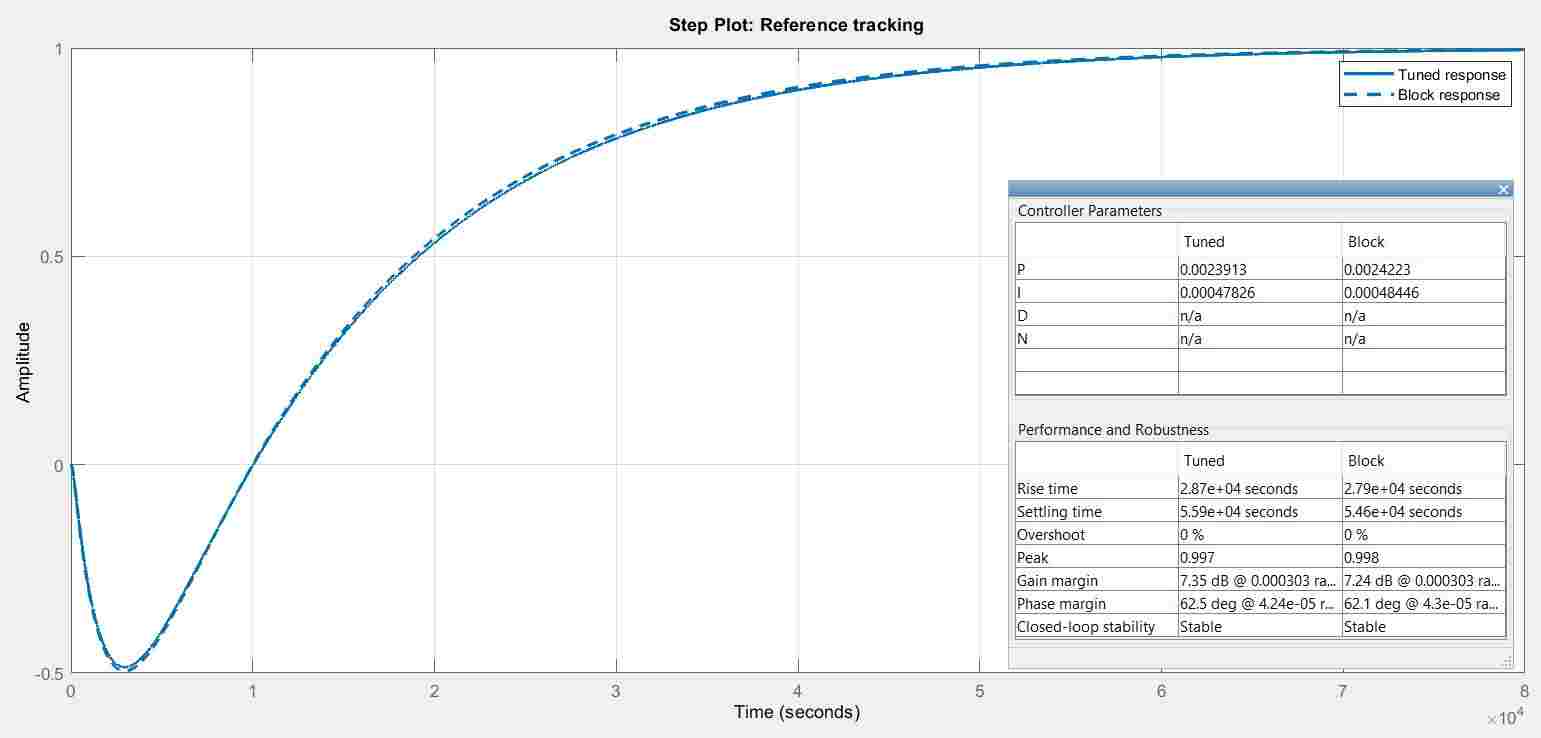 Step Plot: Reference tracking
1
0.5
0
-0.5
Amplitude
Tuned response
Block response
Controller Parameters
Tuned Block
P 0.0023913 0.0024223
I 0.00047826 0.00048446
D n/a n/a
N n/a n/a
Performance and Robustness
Tuned Block
Rise time 2.87e+04 seconds 2.79e+04 seconds
Settling time 5.59e+04 seconds 5.46e+04 seconds
Overshoot 0 % 0 %
Peak 0.997 0.998
Gain margin 7.35 dB @ 0.000303 ra... 7.24 dB @ 0.000303 ra...
Phase margin 62.5 deg @ 4.24e-05 r... 62.1 deg @ 4.3e-05 ra...
Closed-loop stability Stable Stable
0 1 2 3 4 5 6 7 8
Time (seconds)
×10⁴